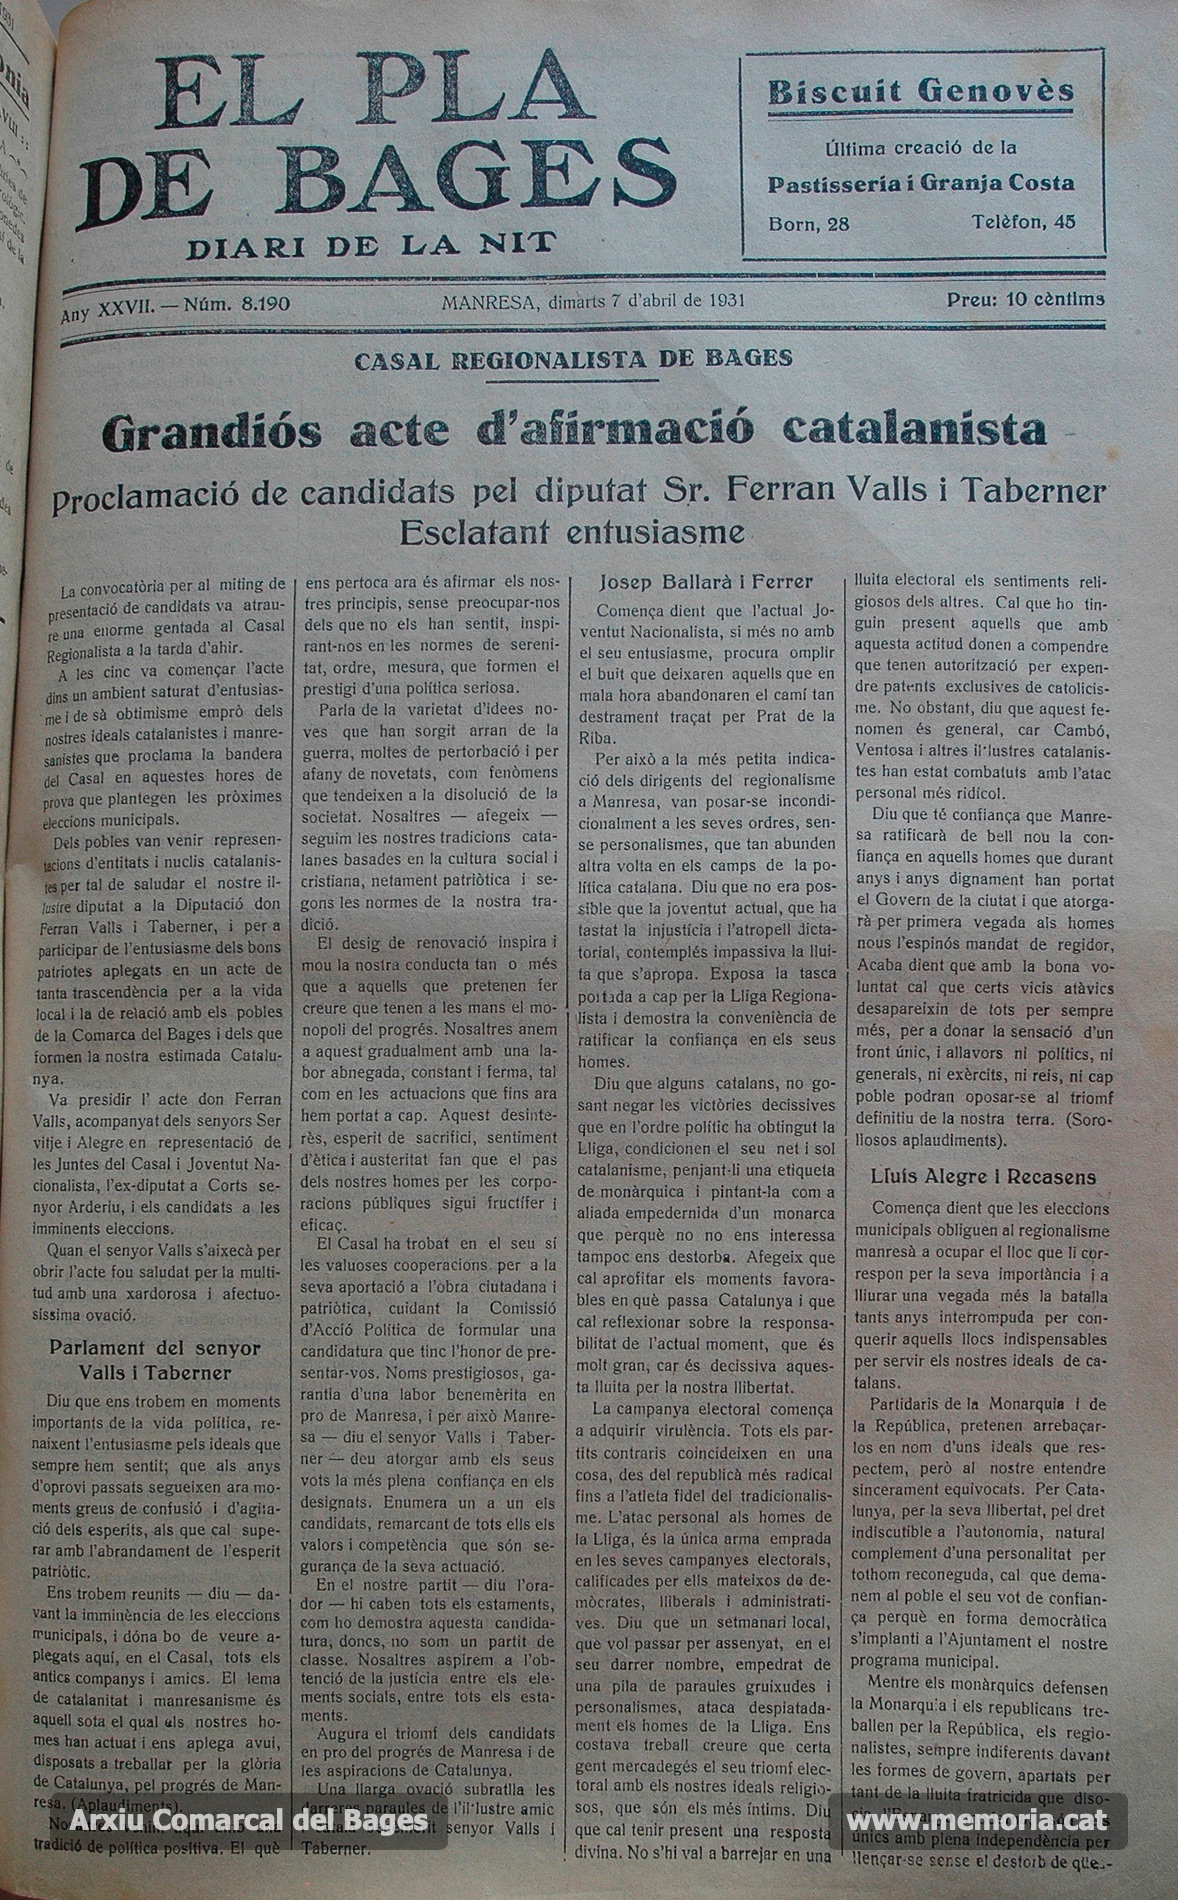 EL PLA
DE BAGES
DIARI DE LA NIT
Biscuit Genovès
Última creació de la
Pastisseria i Granja Costa
Born, 28 Telèfon, 45
Any XXVII. — Núm. 8.190 MANRESA, dimarts 7 d'abril de 1931 Preu: 10 cèntims
CASAL REGIONALISTA DE BAGES
Grandiós acte d'afirmació catalanista
Proclamació de candidats pel diputat Sr. Ferran Valls i Taberner
Esclatant entusiasme
La convocatòria per al miting de
presentació de candidats va atrau-
re una enorme gentada al Casal
Regionalista a la tarda d'ahir.
A les cinc va començar l'acte
dins un ambient saturat d'entusias-
me i de sà optimisme emprò dels
nostres ideals catalanistes i manre-
sanistes que proclama la bandera
del Casal en aquestes hores de
prova que plantegen les pròximes
eleccions municipals.
Dels pobles van venir represen-
tacions d'entitats i nuclis catalanis-
tes per tal de saludar el nostre il-
lustre diputat a la Diputació don
Ferran Valls i Taberner, i per a
participar de l'entusiasme dels bons
patriotes aplegats en un acte de
tanta trascendència per a la vida
local i la de relació amb els pobles
de la Comarca del Bages i dels que
formen la nostra estimada Catalu-
nya.
Va presidir l' acte don Ferran
Valls, acompanyat dels senyors Ser
vitje i Alegre en representació de
les Juntes del Casal i Joventut Na-
cionalista, l'ex-diputat a Corts se-
nyor Arderiu, i els candidats a les
imminents eleccions.
Quan el senyor Valls s'aixecà per
obrir l'acte fou saludat per la multi-
tud amb una xardorosa i afectuo-
síssima ovació.
Parlament del senyor
Valls i Taberner
Diu que ens trobem en moments
importants de la vida política, re-
naixent l'entusiasme pels ideals que
sempre hem sentit; que als anys
d'oprovi passats segueixen ara mo-
ments greus de confusió i d'agita-
ció dels esperits, als que cal supe-
rar amb l'abrandament de l'esperit
patriòtic.
Ens trobem reunits — diu — da-
vant la imminència de les eleccions
municipals, i dóna bo de veure a-
plegats aquí, en el Casal, tots els
antics companys i amics. El lema
de catalanitat i manresanisme és
aquell sota el qual els nostres ho-
mes han actuat i ens aplega avui,
disposats a treballar per la glòria
de Catalunya, pel progrés de Man-
resa. (Aplaudiments).
tradició de política positiva. El què
ens pertoca ara és afirmar els nos-
tres principis, sense preocupar-nos
dels que no els han sentit, inspi-
rant-nos en les normes de sereni-
tat, ordre, mesura, que formen el
prestigi d'una política seriosa.
Parla de la varietat d'idees no-
ves que han sorgit arran de la
guerra, moltes de pertorbació i per
afany de novetats, com fenòmens
que tendeixen a la disolució de la
societat. Nosaltres — afegeix —
seguim les nostres tradicions cata-
lanes basades en la cultura social i
cristiana, netament patriòtica i se-
gons les normes de la nostra tra-
dició.
El desig de renovació inspira i
mou la nostra conducta tan o més
que a aquells que pretenen fer
creure que tenen a les mans el mo-
nopoli del progrés. Nosaltres anem
a aquest gradualment amb una la-
bor abnegada, constant i ferma, tal
com en les actuacions que fins ara
hem portat a cap. Aquest desinte-
rès, esperit de sacrifici, sentiment
d'ètica i austeritat fan que el pas
dels nostres homes per les corpo-
racions públiques sigui fructífer i
eficaç.
El Casal ha trobat en el seu sí
les valuoses cooperacions per a la
seva aportació a l'obra ciutadana i
patriòtica, cuidant la Comissió
d'Acció Política de formular una
candidatura que tinc l'honor de pre-
sentar-vos. Noms prestigiosos, ga-
rantia d'una labor benemèrita en
pro de Manresa, i per això Manre-
sa — diu el senyor Valls i Taber-
ner — deu atorgar amb els seus
vots la més plena confiança en els
designats. Enumera un a un els
candidats, remarcant de tots ells els
valors i competència que són se-
gurança de la seva actuació.
En el nostre partit — diu l'ora-
dor — hi caben tots els estaments,
com ho demostra aquesta candida-
tura, doncs, no som un partit de
classe. Nosaltres aspirem a l'ob-
tenció de la justícia entre els ele-
ments socials, entre tots els esta-
ments.
Augura el triomf dels candidats
en pro del progrés de Manresa i de
les aspiracions de Catalunya.
Una llarga ovació subratlla les
darreres paraules de l'il·lustre amic
senyor Valls i
Taberner.
Josep Ballarà i Ferrer
Comença dient que l'actual Jo-
ventut Nacionalista, si més no amb
el seu entusiasme, procura omplir
el buit que deixaren aquells que en
mala hora abandonaren el camí tan
destrament traçat per Prat de la
Riba.
Per això a la més petita indica-
ció dels dirigents del regionalisme
a Manresa, van posar-se incondi-
cionalment a les seves ordres, sen-
se personalismes, que tan abunden
altra volta en els camps de la po-
lítica catalana. Diu que no era pos-
sible que la joventut actual, que ha
tastat la injustícia i l'atropell dicta-
torial, contemplés impassiva la llui-
ta que s'apropa. Exposa la tasca
portada a cap per la Lliga Regiona-
lista i demostra la conveniència de
ratificar la confiança en els seus
homes.
Diu que alguns catalans, no go-
sant negar les victòries decissives
que en l'ordre polític ha obtingut la
Lliga, condicionen el seu net i sol
catalanisme, penjant-li una etiqueta
de monàrquica i pintant-la com a
aliada empedernida d'un monarca
que perquè no no ens interessa
tampoc ens destorba. Afegeix que
cal aprofitar els moments favora-
bles en què passa Catalunya i que
cal reflexionar sobre la responsa-
bilitat de l'actual moment, que és
molt gran, car és decissiva aques-
ta lluita per la nostra llibertat.
La campanya electoral comença
a adquirir virulència. Tots els par-
tits contraris coincideixen en una
cosa, des del republicà més radical
fins a l'atleta fidel del tradicionalis-
me. L'atac personal als homes de
la Lliga, és la única arma emprada
en les seves campanyes electorals,
calificades per ells mateixos de de-
mòcrates, lliberals i administrati-
ves. Diu que un setmanari local,
que vol passar per assenyat, en el
seu darrer nombre, empedrat de
una pila de paraules gruixudes i
personalismes, ataca despiatada-
ment els homes de la Lliga. Ens
costava treball creure que certa
gent mercadegés el seu triomf elec-
toral amb els nostres ideals religio-
sos, que són els més íntims. Diu
que cal tenir present una resposta
divina. No s'hi val a barrejar en una
lluita electoral els sentiments reli-
giosos dels altres. Cal que ho tin-
guin present aquells que amb
aquesta actitud donen a compendre
que tenen autorització per expen-
dre patents exclusives de catolicis-
me. No obstant, diu que aquest fe-
nomen és general, car Cambó,
Ventosa i altres il·lustres catalanis-
tes han estat combatuts amb l'atac
personal més ridícol.
Diu que té confiança que Manre-
sa ratificarà de bell nou la con-
fiança en aquells homes que durant
anys i anys dignament han portat
el Govern de la ciutat i que atorga-
rà per primera vegada als homes
nous l'espinós mandat de regidor,
Acaba dient que amb la bona vo-
luntat cal que certs vicis atàvics
desapareixin de tots per sempre
més, per a donar la sensació d'un
front únic, i allavors ni polítics, ni
generals, ni exèrcits, ni reis, ni cap
poble podran oposar-se al triomf
definitiu de la nostra terra. (Soro-
llosos aplaudiments).
Lluís Alegre i Recasens
Comença dient que les eleccions
municipals obliguen al regionalisme
manresà a ocupar el lloc que li cor-
respon per la seva importància i a
lliurar una vegada més la batalla
tants anys interrompuda per con-
querir aquells llocs indispensables
per servir els nostres ideals de ca-
talans.
Partidaris de la Monarquia i de
la República, pretenen arrebaçar-
los en nom d'uns ideals que res-
pectem, però al nostre entendre
sincerament equivocats. Per Cata-
lunya, per la seva llibertat, pel dret
indiscutible a l'autonomia, natural
complement d'una personalitat per
tothom reconeguda, cal que dema-
nem al poble el seu vot de confian-
ça perquè en forma democràtica
s'implanti a l'Ajuntament el nostre
programa municipal.
Mentre els monàrquics defensen
la Monarquia i els republicans tre-
ballen per la República, els regio-
nalistes, sempre indiferents davant
les formes de govern, apartats per
tant de la lluita fratricida que diso-
únics amb plena independència per
llençar-se sense el destorb de que-
Arxiu Comarcal del Bages
www.memoria.cat